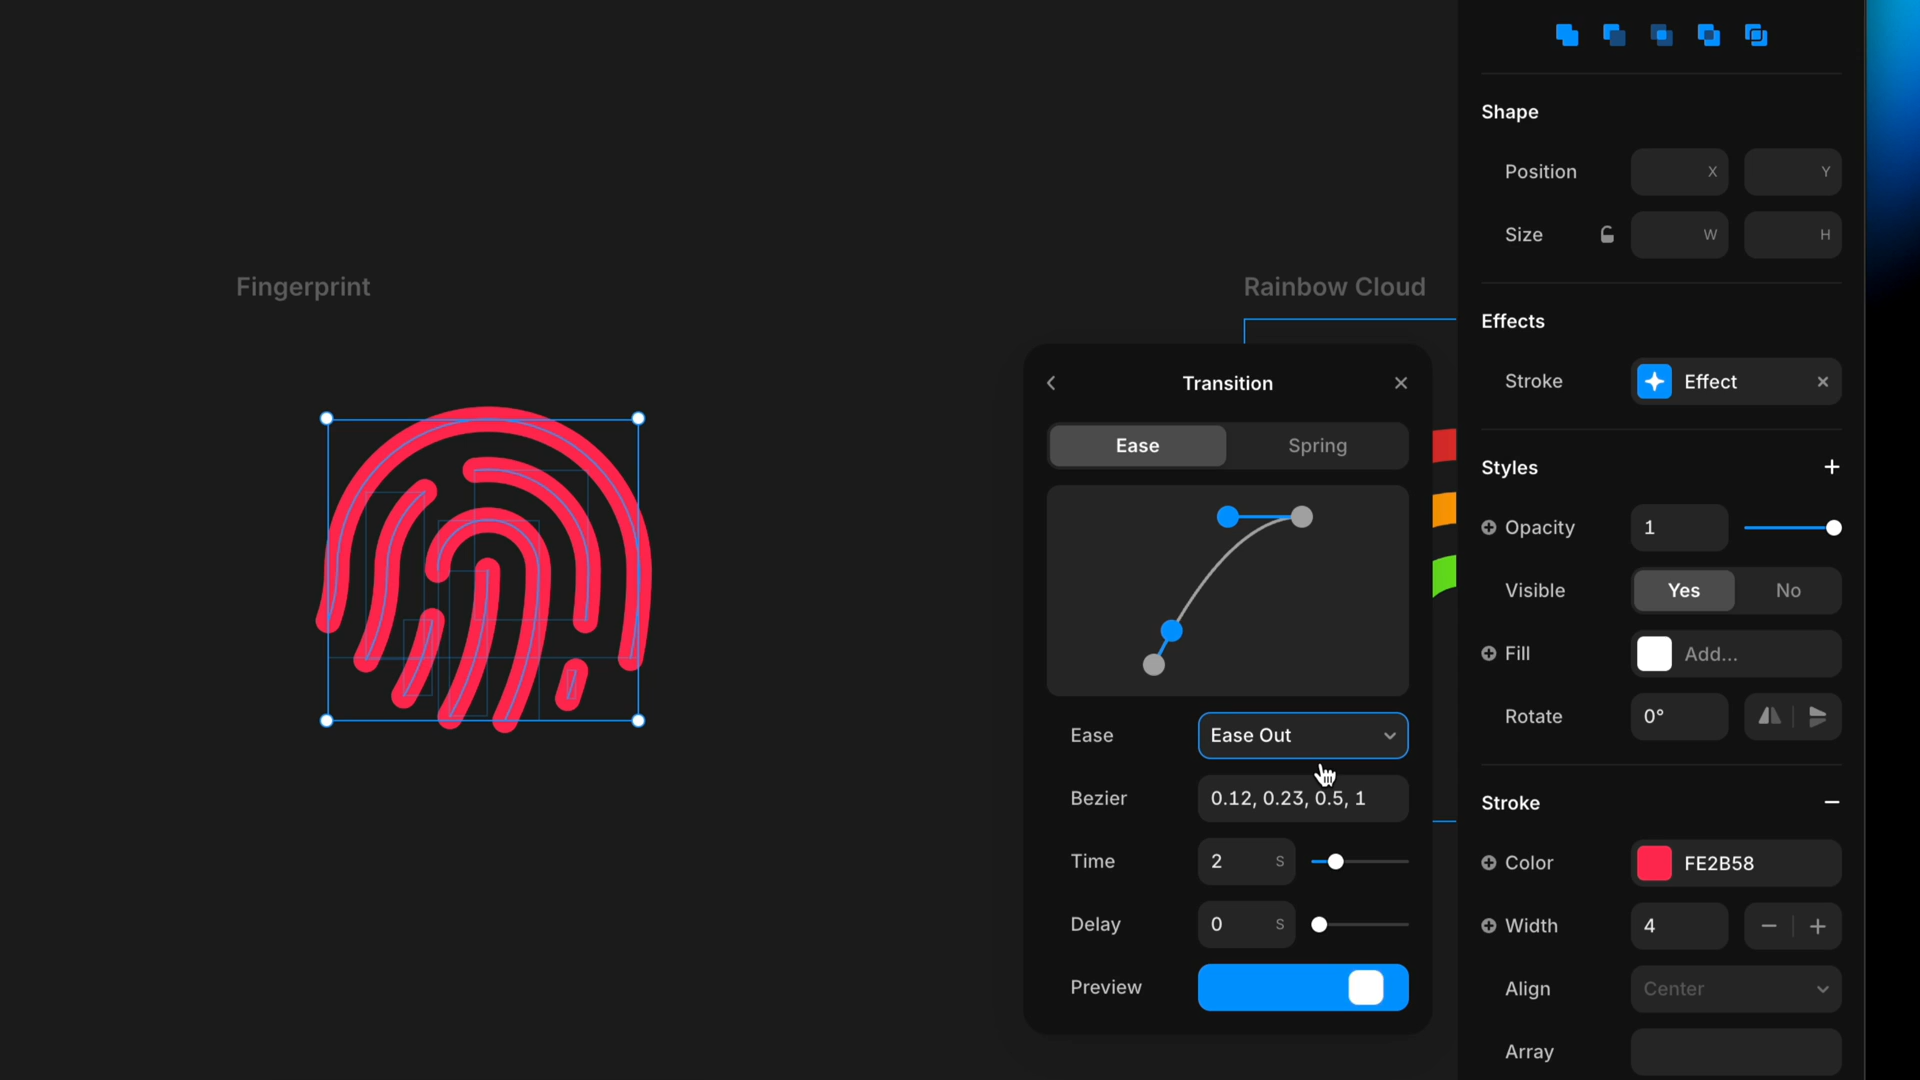 Fingerprint
Rainbow Cloud
Transition
Ease
Spring
Ease
Ease Out
Bezier
0.12, 0.23, 0.5, 1
Time
2
S
Delay
0
S
Preview
Shape
Position
X
Y
Size
W
H
Effects
Stroke
Effect
Styles
Opacity
1
Visible
Yes
No
Fill
Add...
Rotate
0°
Stroke
Color
FE2B58
Width
4
Align
Center
Array